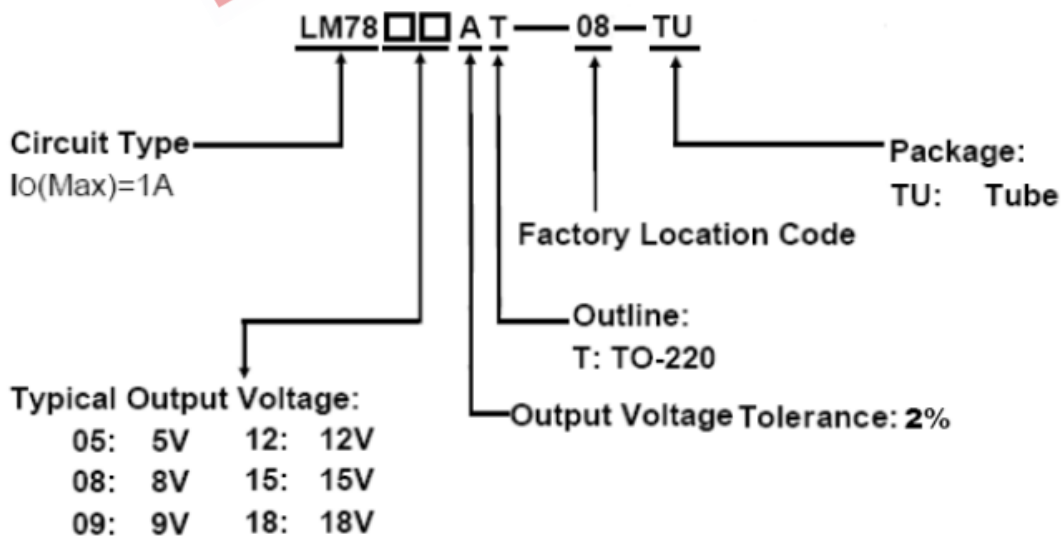 LM78□□ A T — 08 — TU
Circuit Type
IO(Max)=1A
Package:
TU: Tube
Factory Location Code
Outline:
T: TO-220
Typical Output Voltage:
Output Voltage Tolerance: 2%
05: 5V 12: 12V
08: 8V 15: 15V
09: 9V 18: 18V